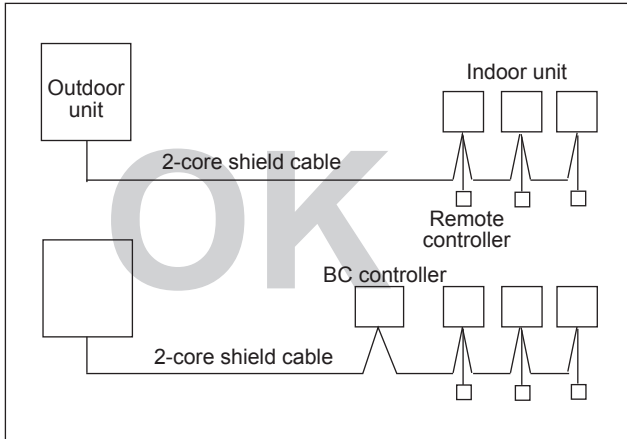 Outdoor
unit
Indoor unit
2-core shield cable
OK
Remote
controller
BC controller
2-core shield cable